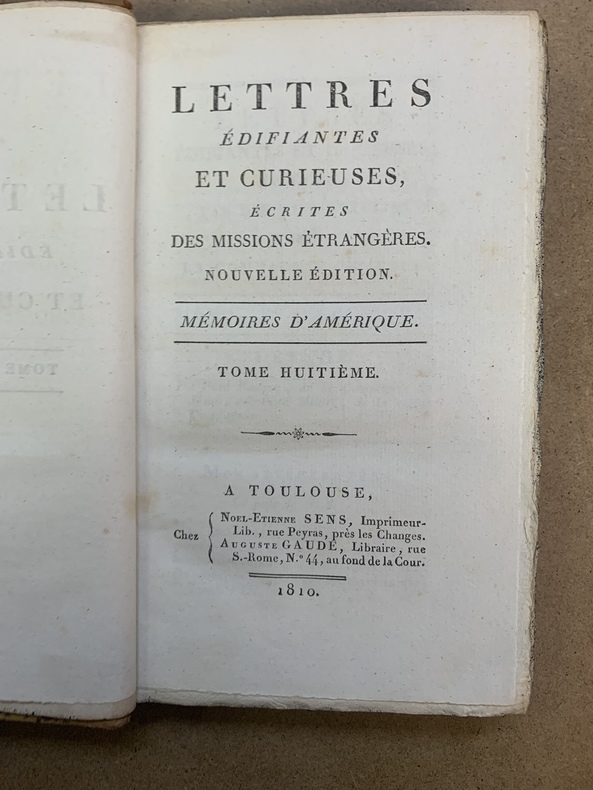 LETTRES
ÉDIFIANTES
ET CURIEUSES,
ÉCRITES
DES MISSIONS ÉTRANGÈRES.
NOUVELLE ÉDITION.
MÉMOIRES D'AMÉRIQUE.
TOME HUITIÈME.
A TOULOUSE,
Chez
NOEL-ETIENNE SENS, Imprimeur-
Lib., rue Peyras, près les Changes.
AUGUSTE GAUDE, Libraire, rue
S.-Rome, N.° 44, au fond de la Cour.
1810.